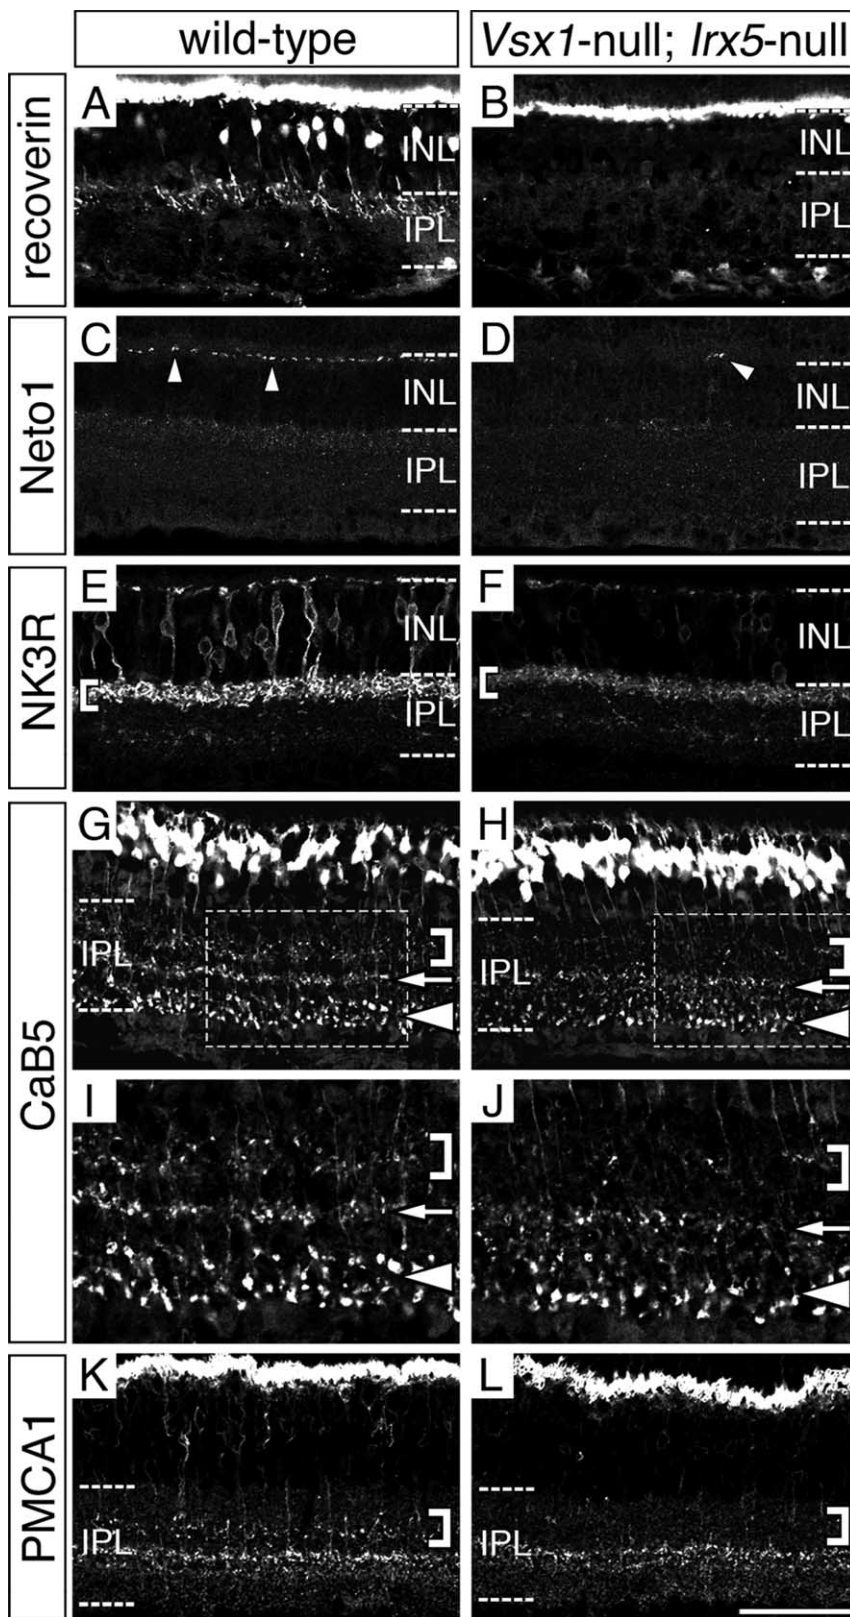 wild-type
Vsx1-null; Irx5-null
recoverin
A
INL
IPL
B
INL
IPL
Neto1
C
INL
IPL
D
INL
IPL
NK3R
E
INL
IPL
F
INL
IPL
CaB5
G
IPL
H
IPL
I
J
PMCA1
K
IPL
L
IPL